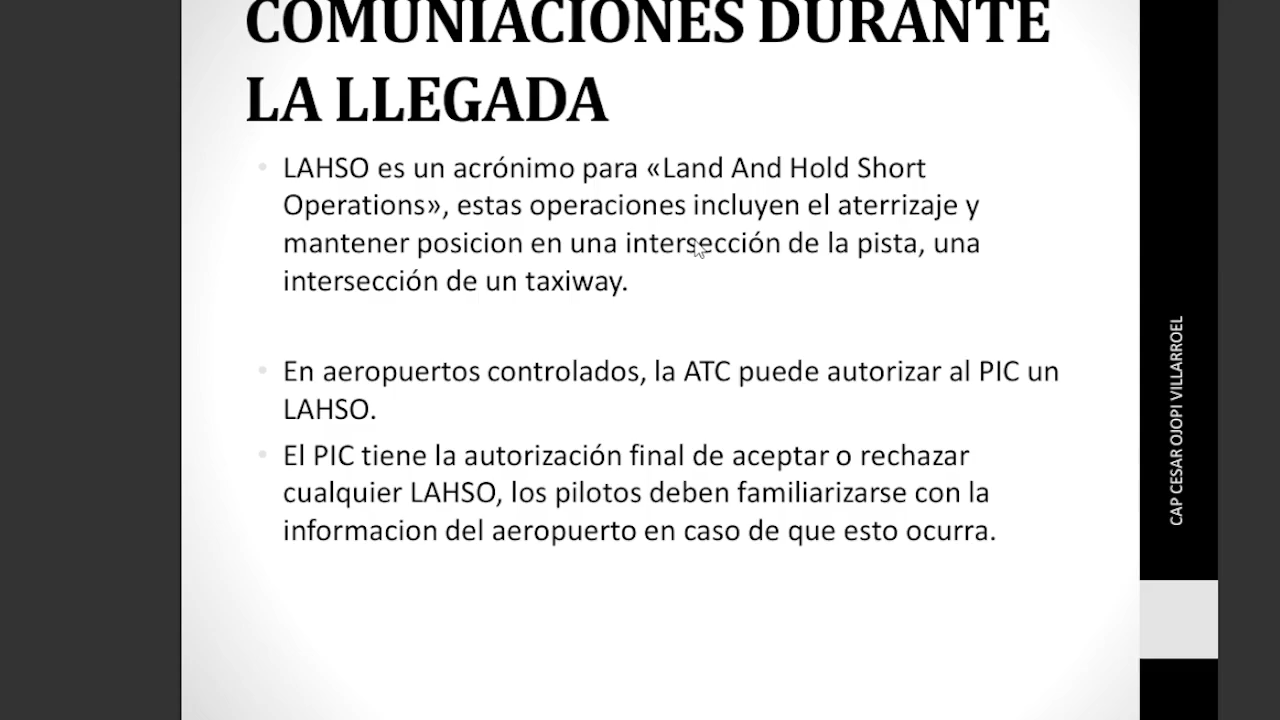 COMUNIACIONES DURANTE
LA LLEGADA
LAHSO es un acrónimo para «Land And Hold Short
Operations», estas operaciones incluyen el aterrizaje y
mantener posicion en una intersección de la pista, una
intersección de un taxiway.
En aeropuertos controlados, la ATC puede autorizar al PIC un
LAHSO.
El PIC tiene la autorización final de aceptar o rechazar
cualquier LAHSO, los pilotos deben familiarizarse con la
informacion del aeropuerto en caso de que esto ocurra.
CAP CESAR OJOPI VILLARROEL